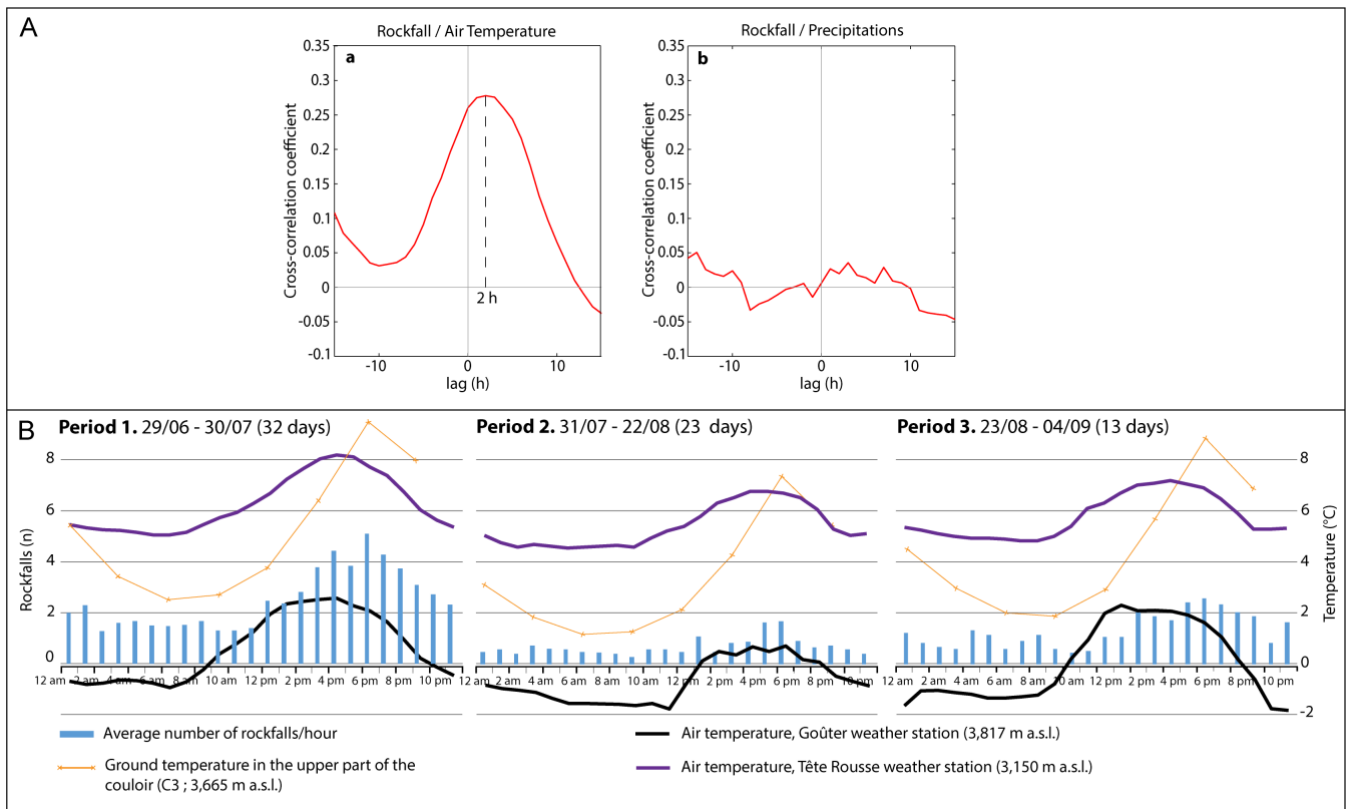 A
Rockfall / Air Temperature
a
0.35
0.3
0.25
0.2
0.15
0.1
0.05
0
-0.05
-0.1
Cross-correlation coefficient
2 h
-10 0 10
lag (h)
Rockfall / Precipitations
b
0.35
0.3
0.25
0.2
0.15
0.1
0.05
0
-0.05
-0.1
Cross-correlation coefficient
-10 0 10
lag (h)
B
Period 1. 29/06 - 30/07 (32 days)
Period 2. 31/07 - 22/08 (23 days)
Period 3. 23/08 - 04/09 (13 days)
8
6
4
2
0
Rockfalls (n)
8
6
4
2
0
-2
Temperature (°C)
12 am 2 am 4 am 6 am 8 am 10 am 12 pm 2 pm 4 pm 6 pm 8 pm 10 pm 12 am 2 am 4 am 6 am 8 am 10 am 12 pm 2 pm 4 pm 6 pm 8 pm 10 pm 12 am 2 am 4 am 6 am 8 am 10 am 12 pm 2 pm 4 pm 6 pm 8 pm 10 pm
Average number of rockfalls/hour
Ground temperature in the upper part of the
couloir (C3 ; 3,665 m a.s.l.)
Air temperature, Goûter weather station (3,817 m a.s.l.)
Air temperature, Tête Rousse weather station (3,150 m a.s.l.)